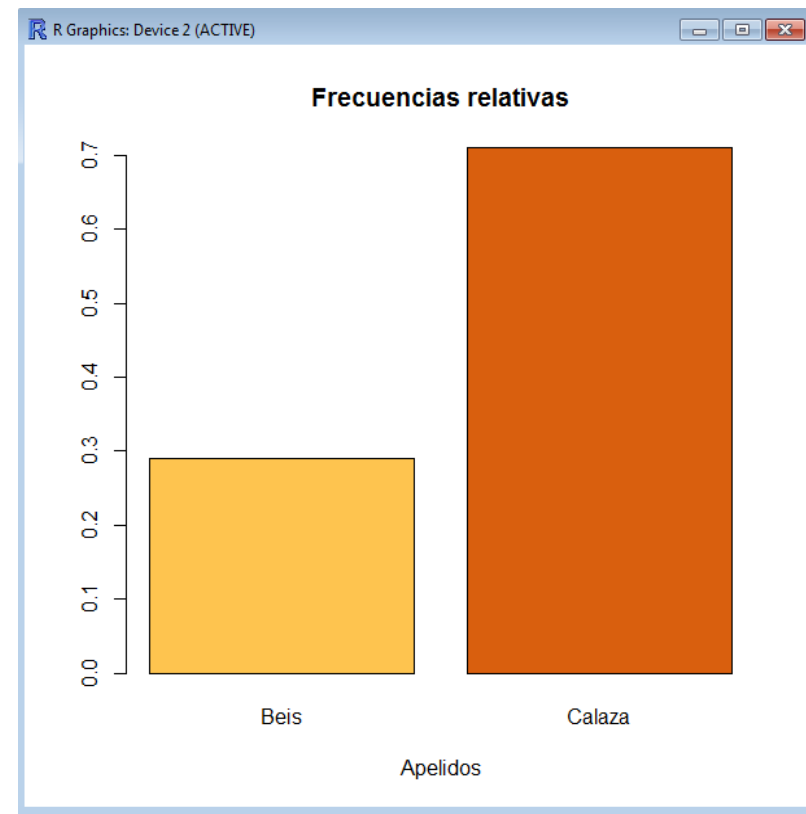 R Graphics: Device 2 (ACTIVE)
Frecuencias relativas
0.7
0.6
0.5
0.4
0.3
0.2
0.1
0.0
Beis Calaza
Apelidos